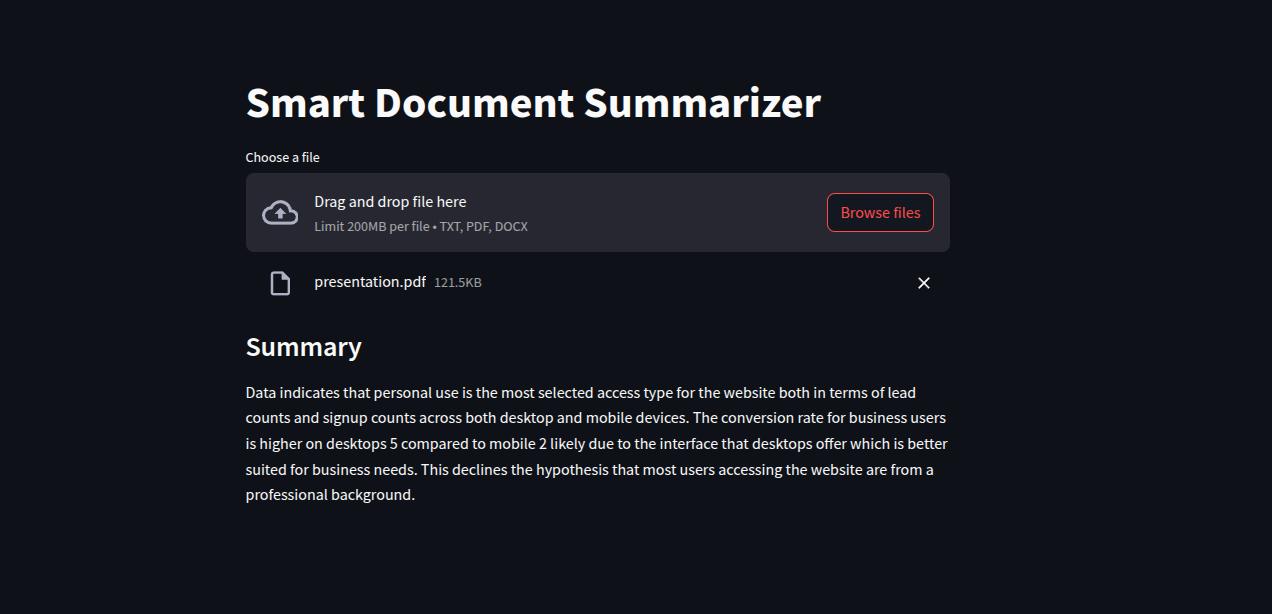 Smart Document Summarizer
Choose a file
Drag and drop file here
Limit 200MB per file • TXT, PDF, DOCX
Browse files
presentation.pdf 121.5KB
Summary
Data indicates that personal use is the most selected access type for the website both in terms of lead
counts and signup counts across both desktop and mobile devices. The conversion rate for business users
is higher on desktops 5 compared to mobile 2 likely due to the interface that desktops offer which is better
suited for business needs. This declines the hypothesis that most users accessing the website are from a
professional background.